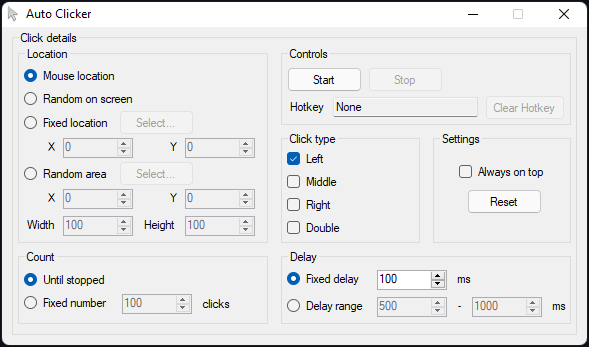 Auto Clicker
Click details
Location
Mouse location
Random on screen
Fixed location Select...
X 0 Y 0
Random area Select...
X 0 Y 0
Width 100 Height 100
Count
Until stopped
Fixed number 100 clicks
Controls
Start Stop
Hotkey None Clear Hotkey
Click type
Left
Middle
Right
Double
Settings
Always on top
Reset
Delay
Fixed delay 100 ms
Delay range 500 - 1000 ms